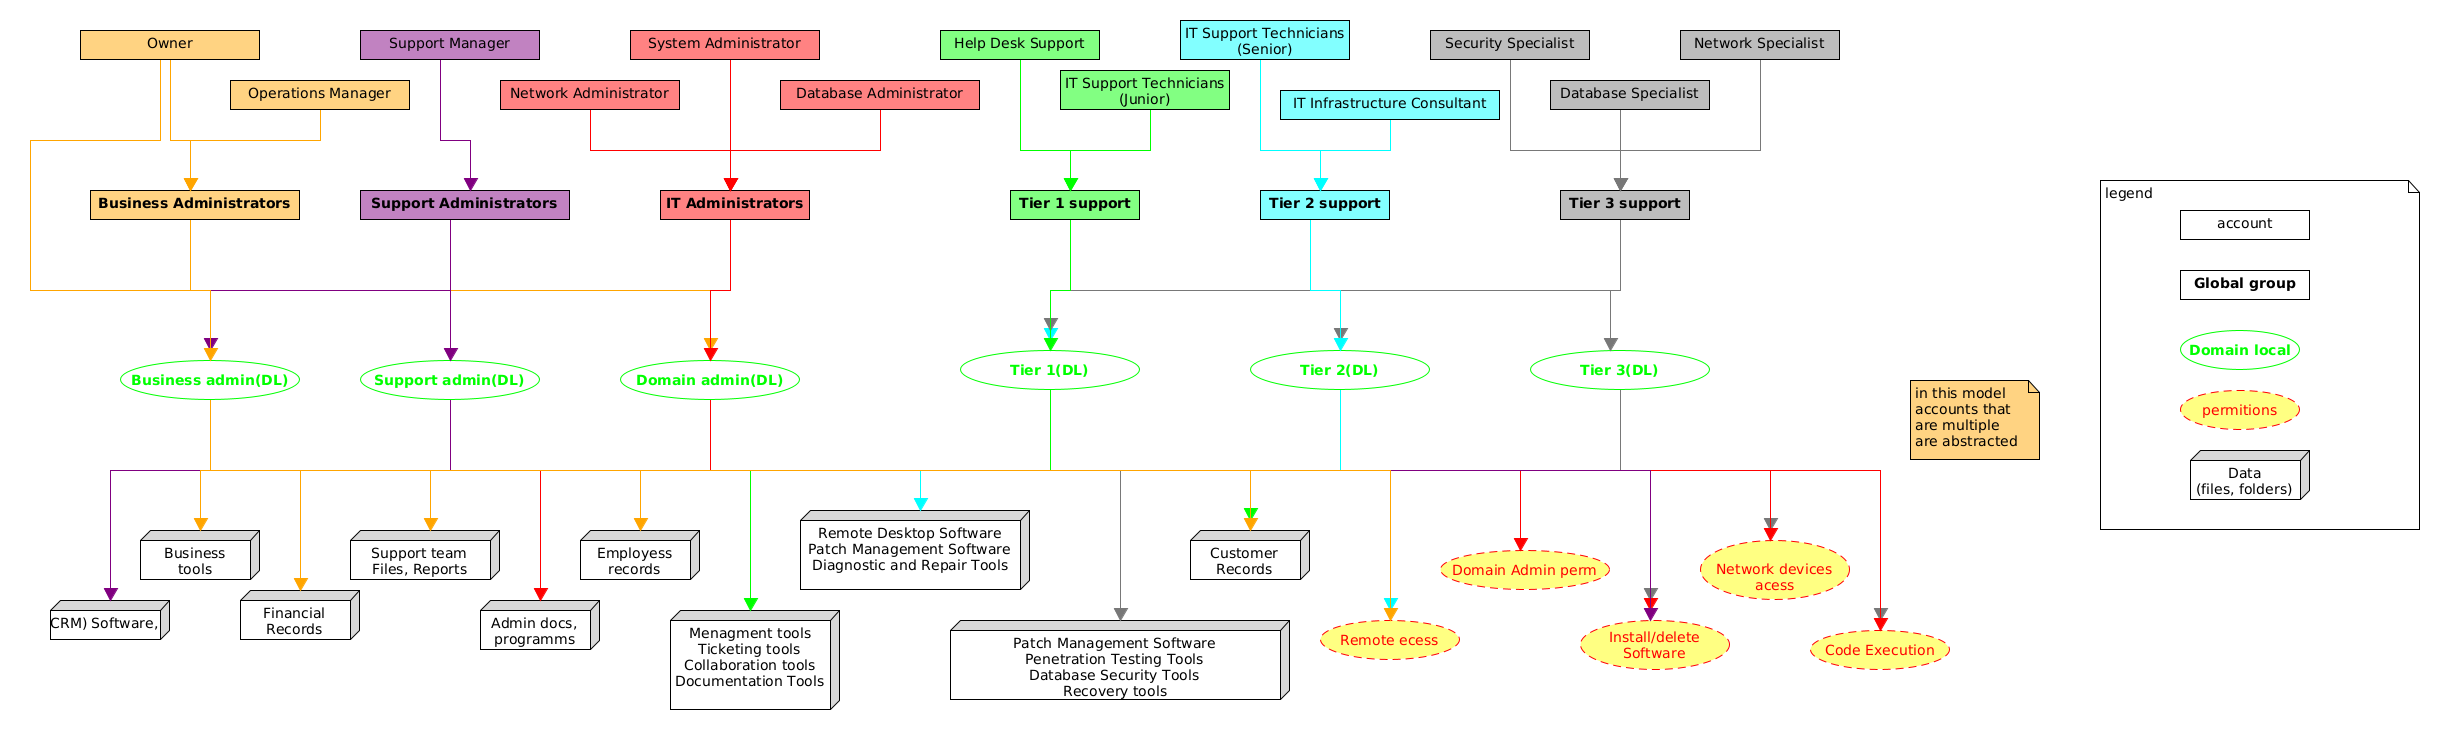 Owner
Support Manager
System Administrator
Help Desk Support
IT Support Technicians
(Senior)
Security Specialist
Network Specialist
Operations Manager
Network Administrator
Database Administrator
IT Support Technicians
(Junior)
IT Infrastructure Consultant
Database Specialist
Business Administrators
Support Administrators
IT Administrators
Tier 1 support
Tier 2 support
Tier 3 support
Business admin(DL)
Support admin(DL)
Domain admin(DL)
Tier 1(DL)
Tier 2(DL)
Tier 3(DL)
in this model
accounts that
are multiple
are abstracted
legend
account
Global group
Domain local
permitions
Data
(files, folders)
Business
tools
Support team
Files, Reports
Employess
records
Remote Desktop Software
Patch Management Software
Diagnostic and Repair Tools
Customer
Records
Domain Admin perm
Network devices
acess
CRM) Software,
Financial
Records
Admin docs,
programms
Menagment tools
Ticketing tools
Collaboration tools
Documentation Tools
Patch Management Software
Penetration Testing Tools
Database Security Tools
Recovery tools
Remote ecess
Install/delete
Software
Code Execution